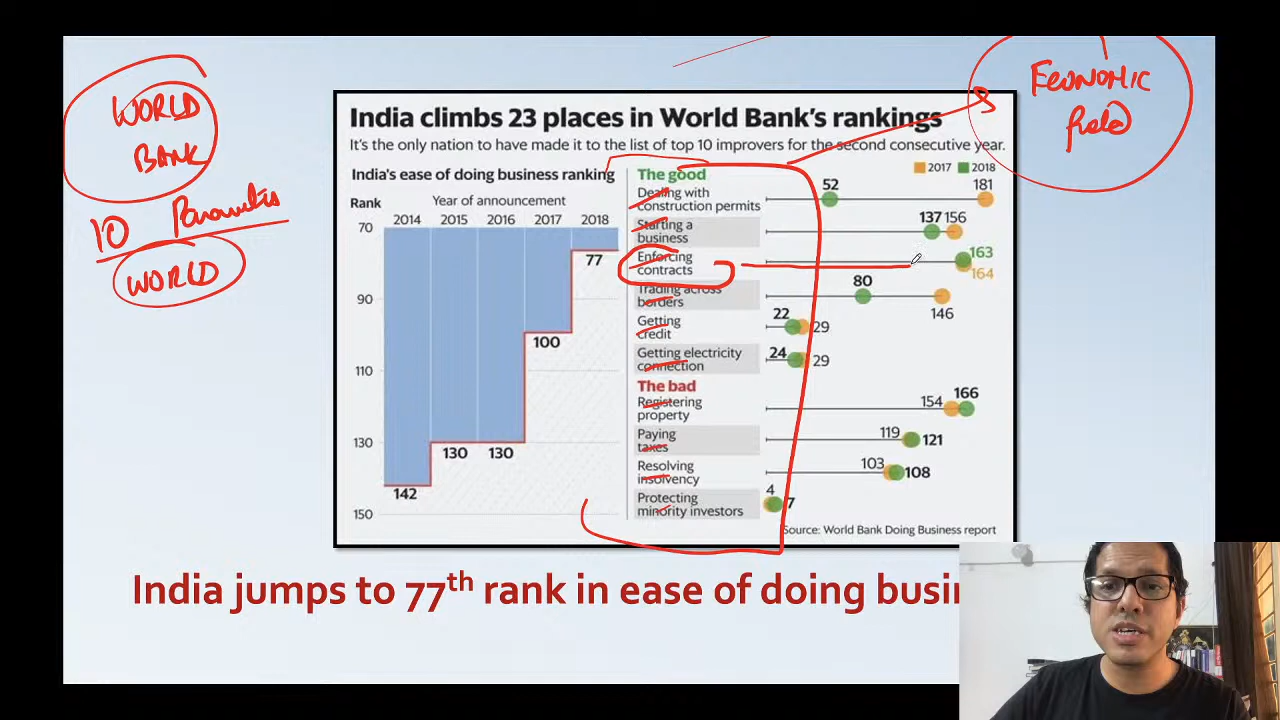 WORLD
BANK
10 Parameters
WORLD
ECONOMIC
field
India climbs 23 places in World Bank's rankings
It's the only nation to have made it to the list of top 10 improvers for the second consecutive year.
India's ease of doing business ranking
Rank
Year of announcement
2014 2015 2016 2017 2018
70
90
110
130
150
142
130
130
100
77
The good
2017 2018
Dealing with
construction permits
52 181
Starting a
business
137 156
Enforcing
contracts
163
164
Trading across
borders
80
146
Getting
credit
22 29
Getting electricity
connection
24 29
The bad
Registering
property
154 166
Paying
taxes
119 121
Resolving
insolvency
103 108
Protecting
minority investors
4 7
Source: World Bank Doing Business report
India jumps to 77th rank in ease of doing busin